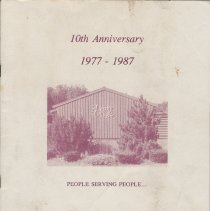 10th Anniversary
1977 - 1987
PEOPLE SERVING PEOPLE...